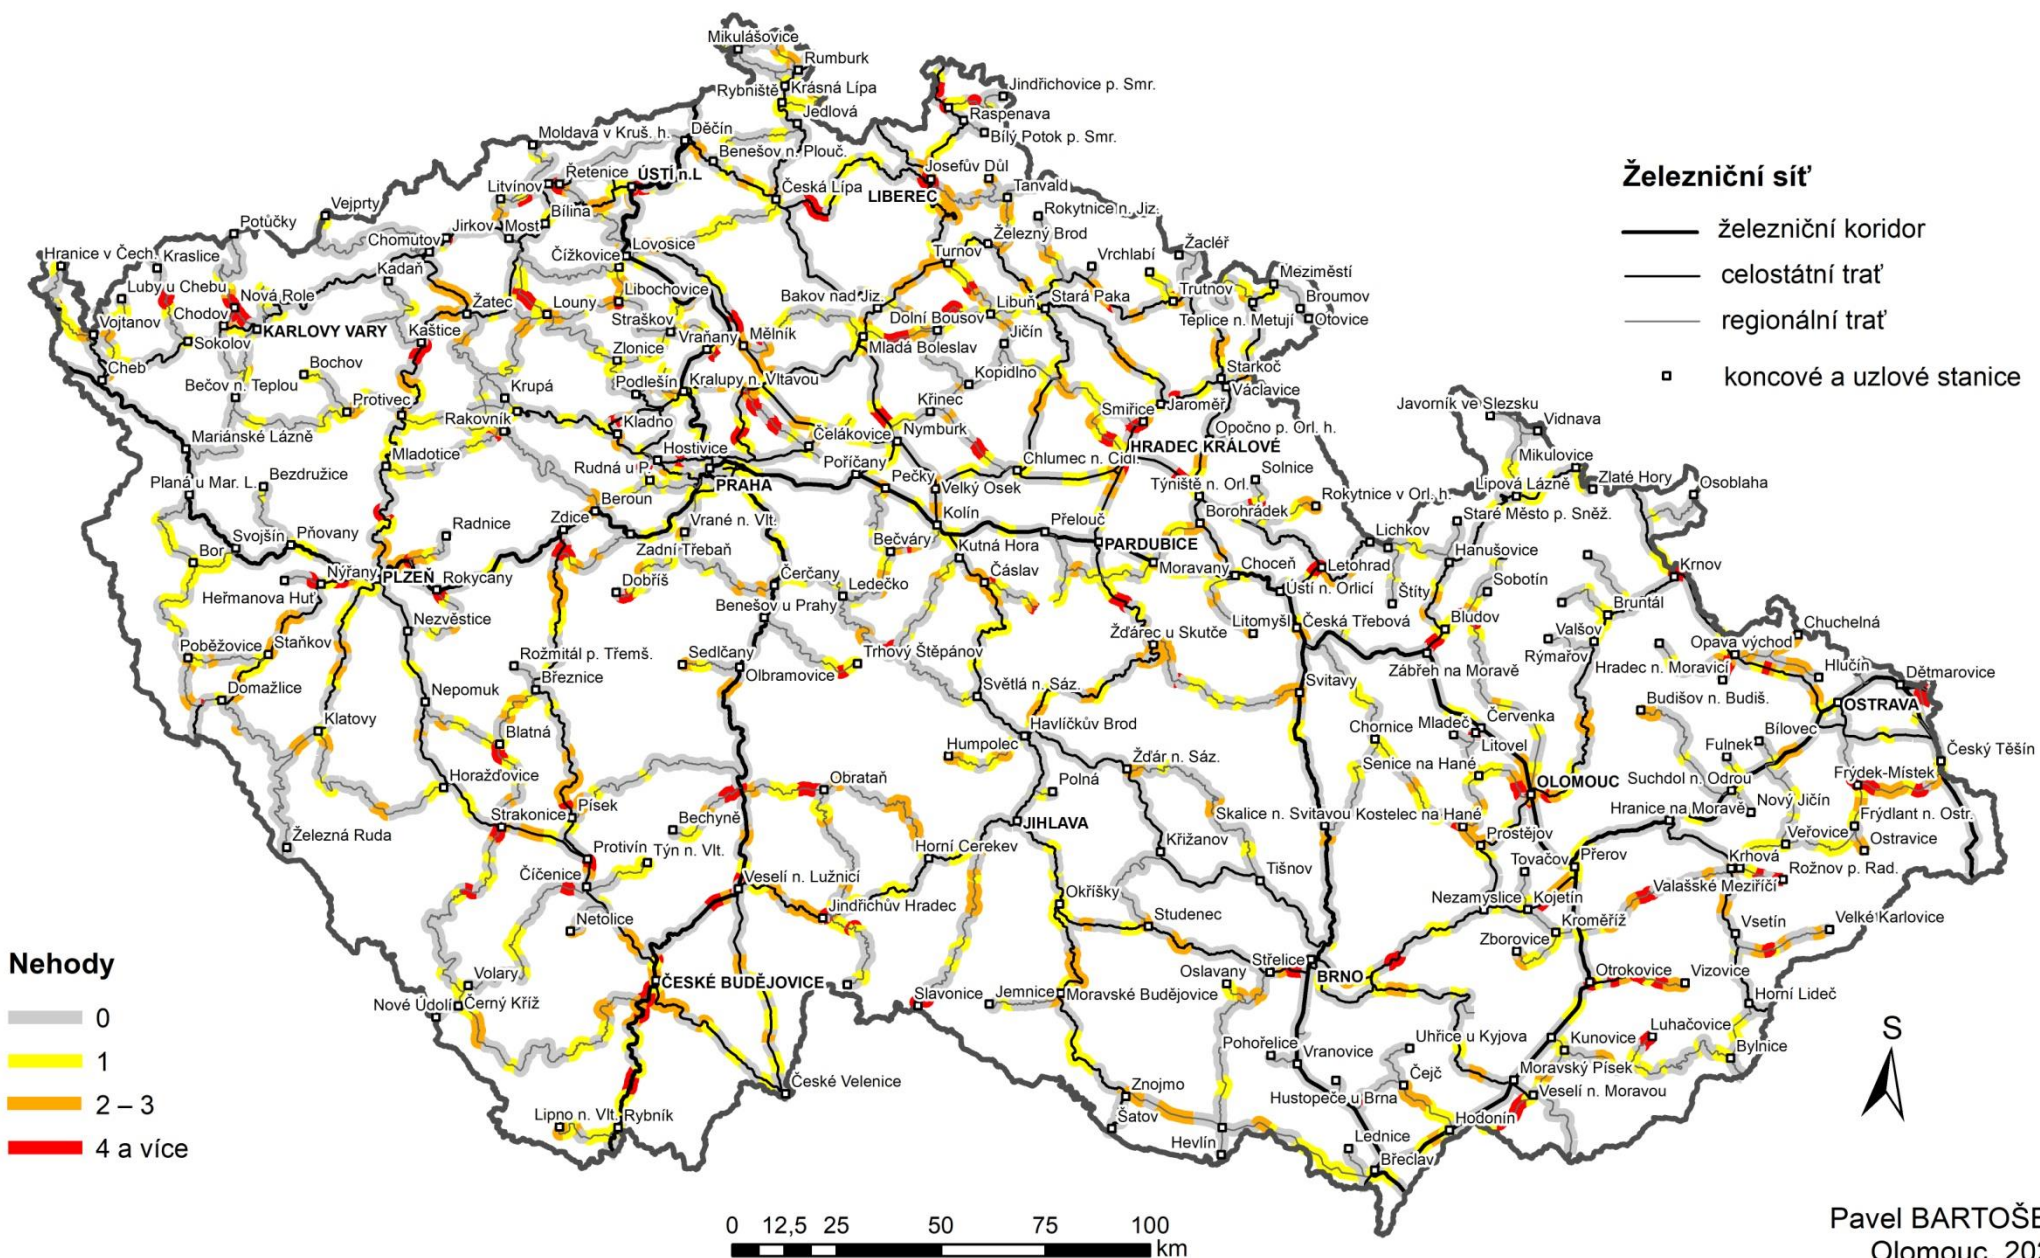 Mikulášovice
Rumburk
Rybniště
Krásná Lípa
Jedlová
Jindřichovice p. Smr.
Raspenava
Bílý Potok p. Smr.
Moldava v Kruš. h.
Děčín
Benešov n. Plouč.
Josefův Důl
Železniční síť
železniční koridor
celostátní trať
regionální trať
koncové a uzlové stanice
Řetenice
ÚSTÍ n.L
Litvínov
Česká Lípa
LIBEREC
Tanvald
Rokytnice n. Jiz.
Vejprty
Bílina
Potůčky
Jirkov
Most
Chomutov
Lovosice
Čížkovice
Železný Brod
Turnov
Vrchlabí
Žacléř
Hranice v Čech.
Kraslice
Kadaň
Meziměstí
Luby u Chebu
Nová Role
Libochovice
Bakov nad Jiz.
Libuň
Stará Paka
Trutnov
Broumov
Chodov
Žatec
Louny
Straškov
Dolní Bousov
Teplice n. Metují
Otovice
Vojtanov
KARLOVY VARY
Kaštice
Vraňany
Mělník
Jičín
Sokolov
Zlonice
Mladá Boleslav
Cheb
Bochov
Bečov n. Teplou
Krupá
Podlešín
Kralupy n. Vltavou
Kopidlno
Starkoč
Václavice
Protivec
Křinec
Smiřice
Jaroměř
Javorník ve Slezsku
Vidnava
Rakovník
Kladno
Opočno p. Orl. h.
Mariánské Lázně
Čelákovice
Nymburk
HRADEC KRÁLOVÉ
Mladotice
Hostivice
Chlumec n. Cidl.
Mikulovice
Rudná u P.
Poříčany
Pečky
Solnice
Zlaté Hory
Planá u Mar. L.
Bezdružice
PRAHA
Velký Osek
Týniště n. Orl.
Rokytnice v Orl. h.
Lipová Lázně
Osoblaha
Beroun
Borohrádek
Staré Město p. Sněž.
Zdice
Radnice
Vrané n. Vlt.
Kolín
Přelouč
Lichkov
Svojšín
Pňovany
Zadní Třebaň
Bečváry
Kutná Hora
PARDUBICE
Hanušovice
Bor
Nýřany
PLZEŇ
Rokycany
Dobříš
Čerčany
Ledečko
Čáslav
Moravany
Choceň
Letohrad
Krnov
Heřmanova Huť
Ústí n. Orlicí
Štíty
Sobotín
Bruntál
Benešov u Prahy
Nezvěstice
Litomyšl
Česká Třebová
Bludov
Chuchelná
Poběžovice
Staňkov
Rožmitál p. Třemš.
Sedlčany
Trhový Štěpánov
Žďárec u Skutče
Valšov
Opava východ
Rýmařov
Hlučín
Březnice
Olbramovice
Zábřeh na Moravě
Hradec n. Moravicí
Dětmarovice
Domažlice
Nepomuk
Světlá n. Sáz.
Svitavy
Budišov n. Budiš.
OSTRAVA
Klatovy
Blatná
Havlíčkův Brod
Chornice
Mladeč
Červenka
Litovel
Bílovec
Humpolec
Fulnek
Český Těšín
Žďár n. Sáz.
Senice na Hané
OLOMOUC
Suchdol n. Odrou
Frýdek-Místek
Horažďovice
Obrataň
Polná
Písek
Hranice na Moravě
Nový Jičín
Železná Ruda
Strakonice
Bechyně
JIHLAVA
Skalice n. Svitavou
Kostelec na Hané
Frýdlant n. Ostr.
Křižanov
Prostějov
Veřovice
Ostravice
Protivín
Týn n. Vlt.
Horní Cerekev
Tišnov
Tovačov
Přerov
Krhová
Číčenice
Veselí n. Lužnicí
Rožnov p. Rad.
Okříšky
Valašské Meziříčí
Netolice
Jindřichův Hradec
Studenec
Nezamyslice
Kojetín
Kroměříž
Vsetín
Velké Karlovice
Zborovice
Nehody
Volary
Střelice
BRNO
Otrokovice
Vizovice
Oslavany
ČESKÉ BUDĚJOVICE
Nové Údolí
Černý Kříž
Slavonice
Jemnice
Moravské Budějovice
Horní Lideč
0
Luhačovice
S
1
Pohořelice
Vranovice
Uhřice u Kyjova
Kunovice
Bylnice
České Velenice
Čejč
Moravský Písek
2 – 3
Znojmo
Hustopeče u Brna
Veselí n. Moravou
Lipno n. Vlt.
Rybník
Šatov
Hodonín
4 a více
Hevlín
Lednice
Břeclav
0 12,5 25 50 75 100
km
Pavel BARTOŠE
Olomouc